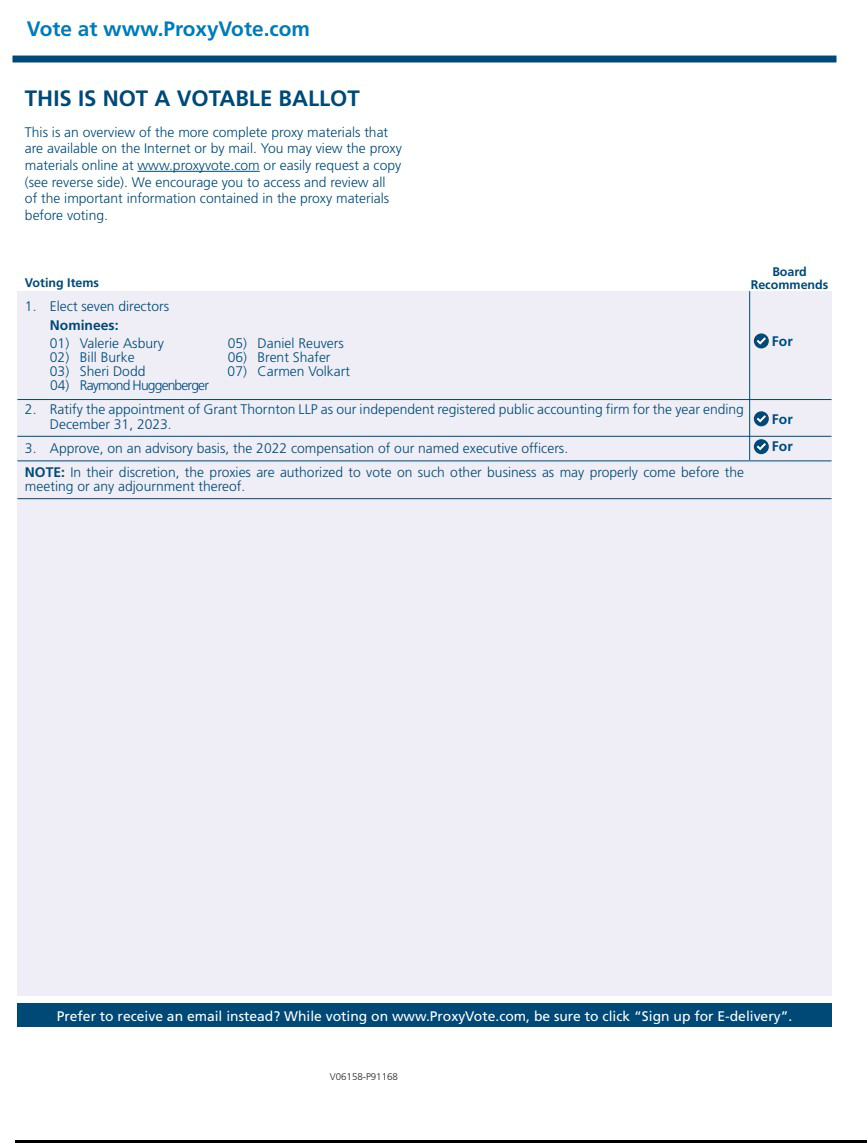 Vote at www.ProxyVote.com
THIS IS NOT A VOTABLE BALLOT
This is an overview of the more complete proxy materials that
are available on the Internet or by mail. You may view the proxy
materials online at www.proxyvote.com or easily request a copy
(see reverse side). We encourage you to access and review all
of the important information contained in the proxy materials
before voting.
Voting Items
Board
Recommends
1. Elect seven directors
Nominees:
01) Valerie Asbury
02) Bill Burke
03) Sheri Dodd
04) Raymond Huggenberger
05) Daniel Reuvers
06) Brent Shafer
07) Carmen Volkart
For
2. Ratify the appointment of Grant Thornton LLP as our independent registered public accounting firm for the year ending
December 31, 2023.
For
3. Approve, on an advisory basis, the 2022 compensation of our named executive officers.
For
NOTE: In their discretion, the proxies are authorized to vote on such other business as may properly come before the
meeting or any adjournment thereof.
Prefer to receive an email instead? While voting on www.ProxyVote.com, be sure to click “Sign up for E-delivery”.
V06158-P91168